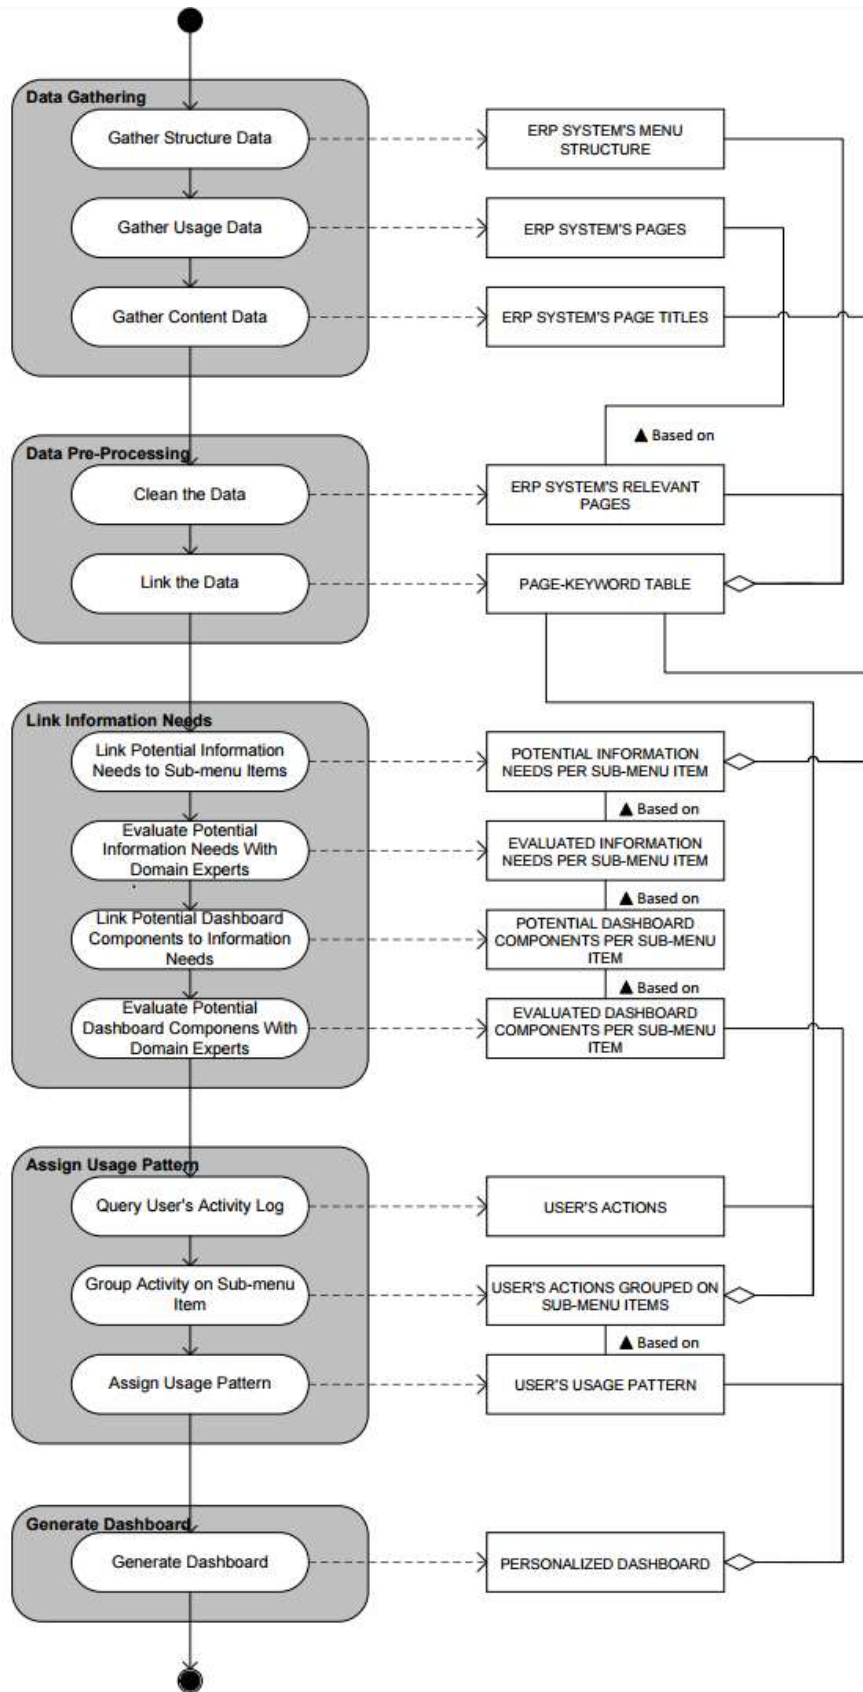 Data Gathering
Gather Structure Data
ERP SYSTEM'S MENU
STRUCTURE
Gather Usage Data
ERP SYSTEM'S PAGES
Gather Content Data
ERP SYSTEM'S PAGE TITLES
▲ Based on
Data Pre-Processing
Clean the Data
ERP SYSTEM'S RELEVANT
PAGES
Link the Data
PAGE-KEYWORD TABLE
Link Information Needs
Link Potential Information
Needs to Sub-menu Items
POTENTIAL INFORMATION
NEEDS PER SUB-MENU ITEM
▲ Based on
Evaluate Potential
Information Needs With
Domain Experts
EVALUATED INFORMATION
NEEDS PER SUB-MENU ITEM
▲ Based on
Link Potential Dashboard
Components to Information
Needs
POTENTIAL DASHBOARD
COMPONENTS PER SUB-MENU
ITEM
▲ Based on
Evaluate Potential
Dashboard Componens With
Domain Experts
EVALUATED DASHBOARD
COMPONENTS PER SUB-MENU
ITEM
Assign Usage Pattern
Query User's Activity Log
USER'S ACTIONS
Group Activity on Sub-menu
Item
USER'S ACTIONS GROUPED ON
SUB-MENU ITEMS
▲ Based on
Assign Usage Pattern
USER'S USAGE PATTERN
Generate Dashboard
Generate Dashboard
PERSONALIZED DASHBOARD